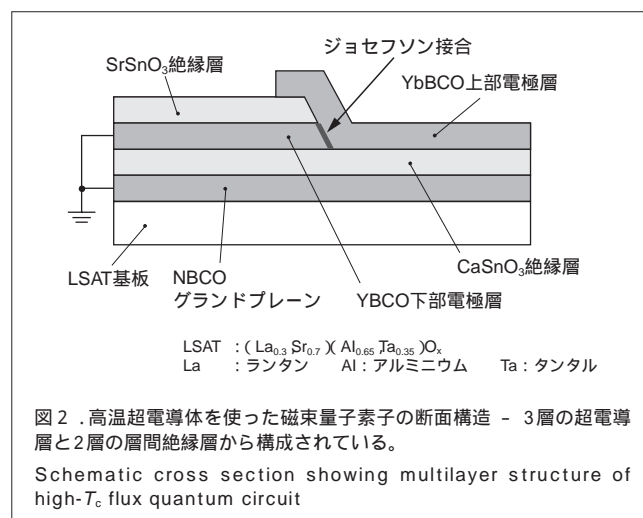 ジョセフソン接合
SrSnO3絶縁層
YbBCO上部電極層
LSAT基板
NBCO
グランドプレーン
YBCO下部電極層
CaSnO3絶縁層
LSAT :(La0.3 Sr0.7)(Al0.65 Ta0.35)Ox
La :ランタン Al:アルミニウム Ta:タンタル
図2.高温超電導体を使った磁束量子素子の断面構造 - 3層の超電導
層と2層の層間絶縁層から構成されている。
Schematic cross section showing multilayer structure of
high-Tc flux quantum circuit